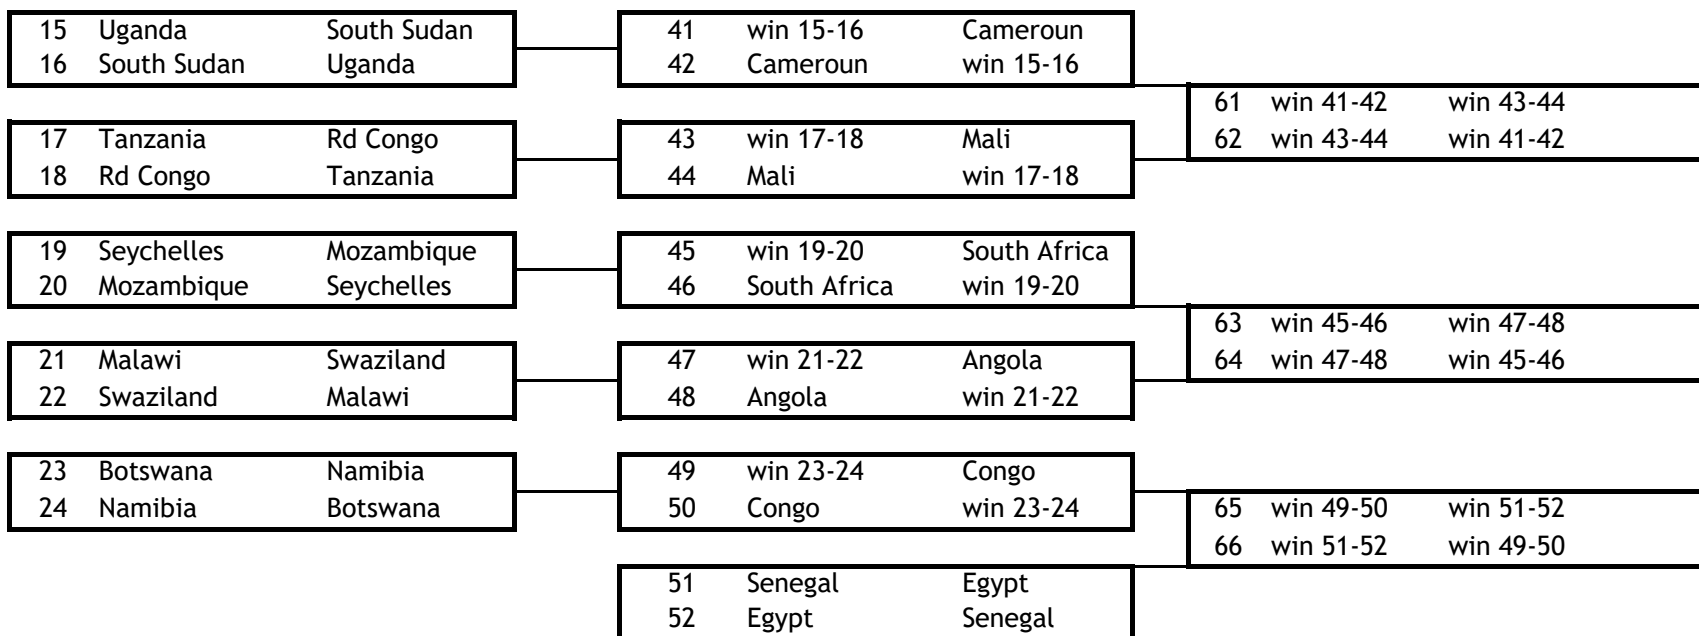 15 Uganda South Sudan 41 win 15-16 Cameroun
16 South Sudan Uganda 42 Cameroun win 15-16
61 win 41-42 win 43-44
17 Tanzania Rd Congo 43 win 17-18 Mali 62 win 43-44 win 41-42
18 Rd Congo Tanzania 44 Mali win 17-18
19 Seychelles Mozambique 45 win 19-20 South Africa
20 Mozambique Seychelles 46 South Africa win 19-20
63 win 45-46 win 47-48
21 Malawi Swaziland 47 win 21-22 Angola 64 win 47-48 win 45-46
22 Swaziland Malawi 48 Angola win 21-22
23 Botswana Namibia 49 win 23-24 Congo
24 Namibia Botswana 50 Congo win 23-24 65 win 49-50 win 51-52
66 win 51-52 win 49-50
51 Senegal Egypt
52 Egypt Senegal